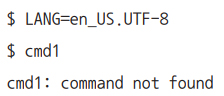 $ LANG=en_US.UTF-8
$ cmd1
cmd1: command not found